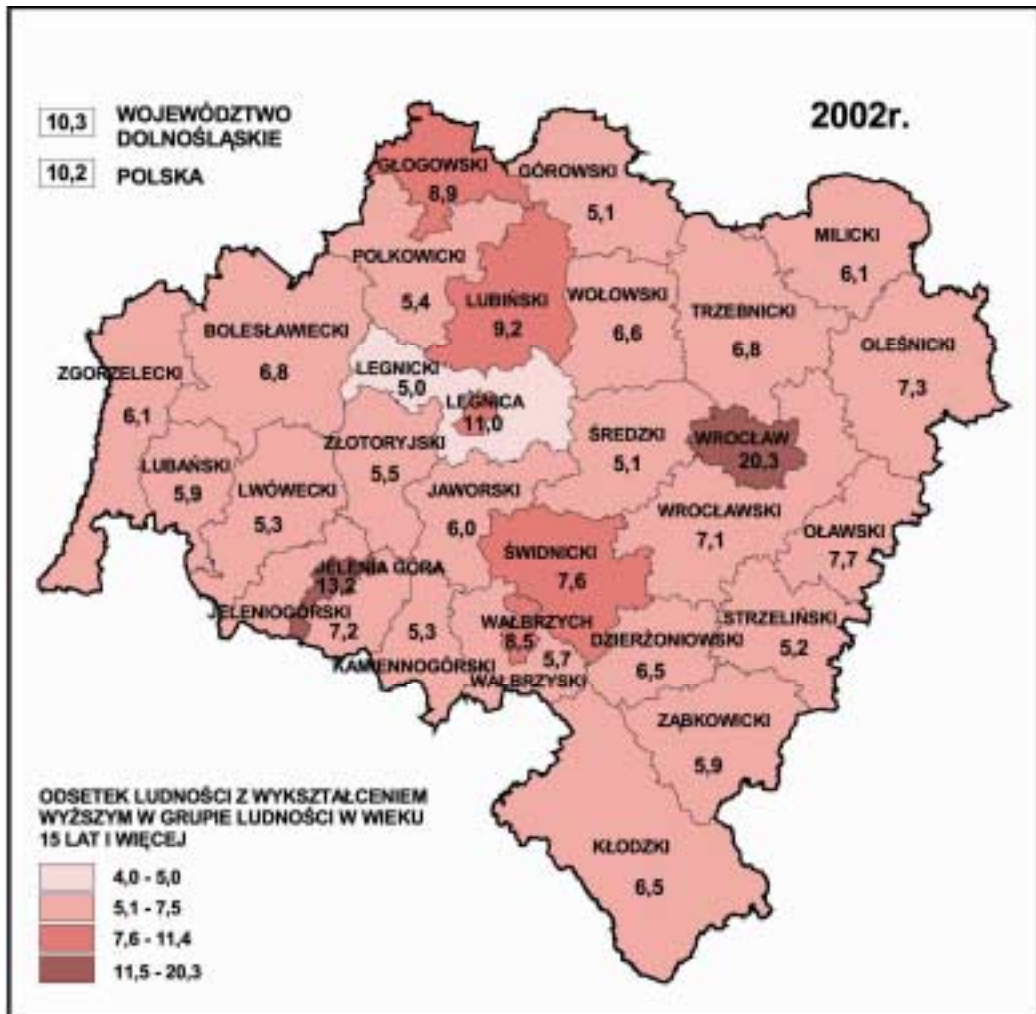 10,3 WOJEWÓDZTWO
DOLNOŚLĄSKIE
10,2 POLSKA
2002r.
GŁOGOWSKI
8,9
GÓROWSKI
5,1
MILICKI
6,1
POLKOWICKI
5,4
LUBIŃSKI
9,2
WOŁOWSKI
6,6
TRZEBNICKI
6,8
OLEŚNICKI
7,3
BOLESŁAWIECKI
6,8
ZGORZELECKI
6,1
LEGNICKI
5,0
LEGNICA
11,0
ZŁOTORYJSKI
5,5
ŚREDZKI
5,1
WROCŁAW
20,3
LUBAŃSKI
5,9
LWÓWECKI
5,3
JAWORSKI
6,0
WROCŁAWSKI
7,1
OŁAWSKI
7,7
ŚWIDNICKI
7,6
JELENIA GÓRA
13,2
JELENIOGÓRSKI
7,2
5,3
KAMIENNOGÓRSKI
WAŁBRZYCH
8,5
5,7
WAŁBRZYSKI
DZIERŻONIOWSKI
6,5
STRZELIŃSKI
5,2
ZĄBKOWICKI
5,9
KŁODZKI
6,5
ODSETEK LUDNOŚCI Z WYKSZTAŁCENIEM
WYŻSZYM W GRUPIE LUDNOŚCI W WIEKU
15 LAT I WIĘCEJ
4,0 - 5,0
5,1 - 7,5
7,6 - 11,4
11,5 - 20,3